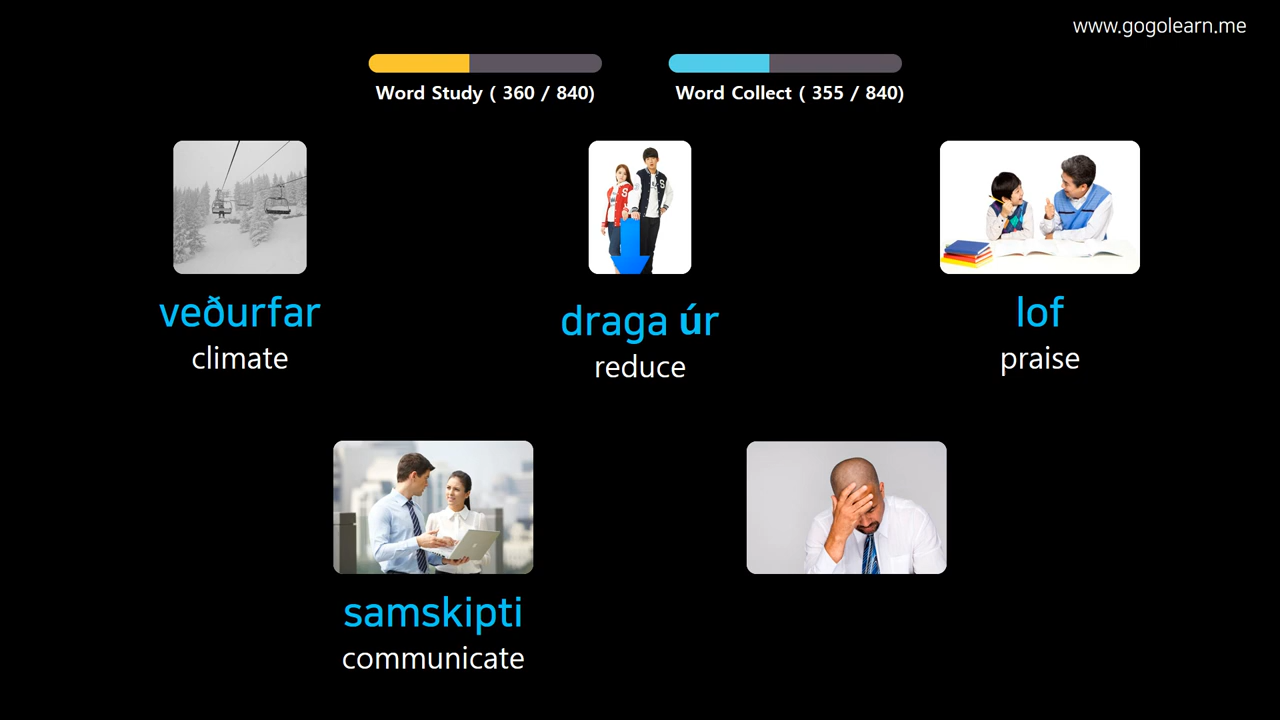 www.gogolearn.me
Word Study ( 360 / 840)
Word Collect ( 355 / 840)
veðurfar
climate
draga úr
reduce
lof
praise
samskipti
communicate